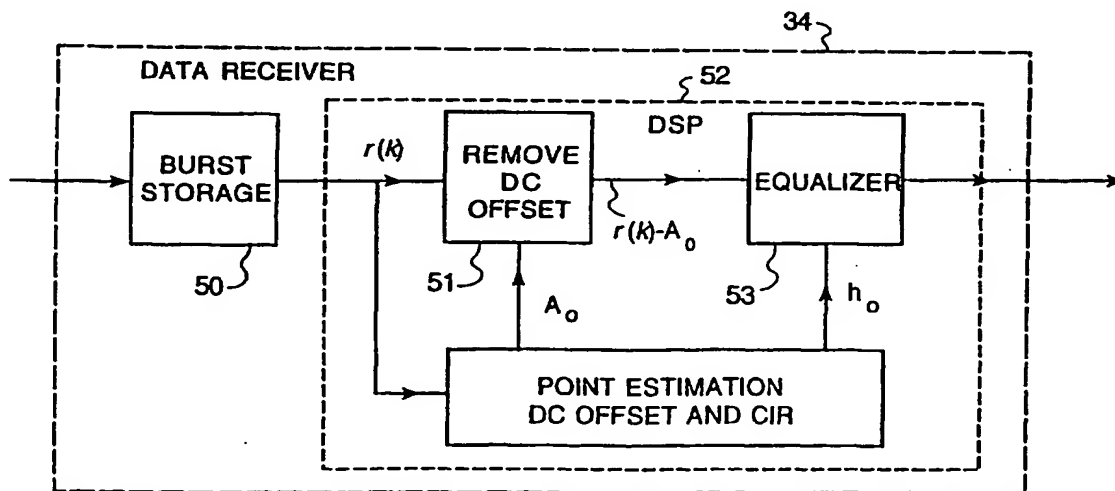 34
DATA RECEIVER
52
DSP
BURST
STORAGE
r(k)
REMOVE
DC
OFFSET
EQUALIZER
r(k)-A₀
50
51
53
A₀
h₀
POINT ESTIMATION
DC OFFSET AND CIR